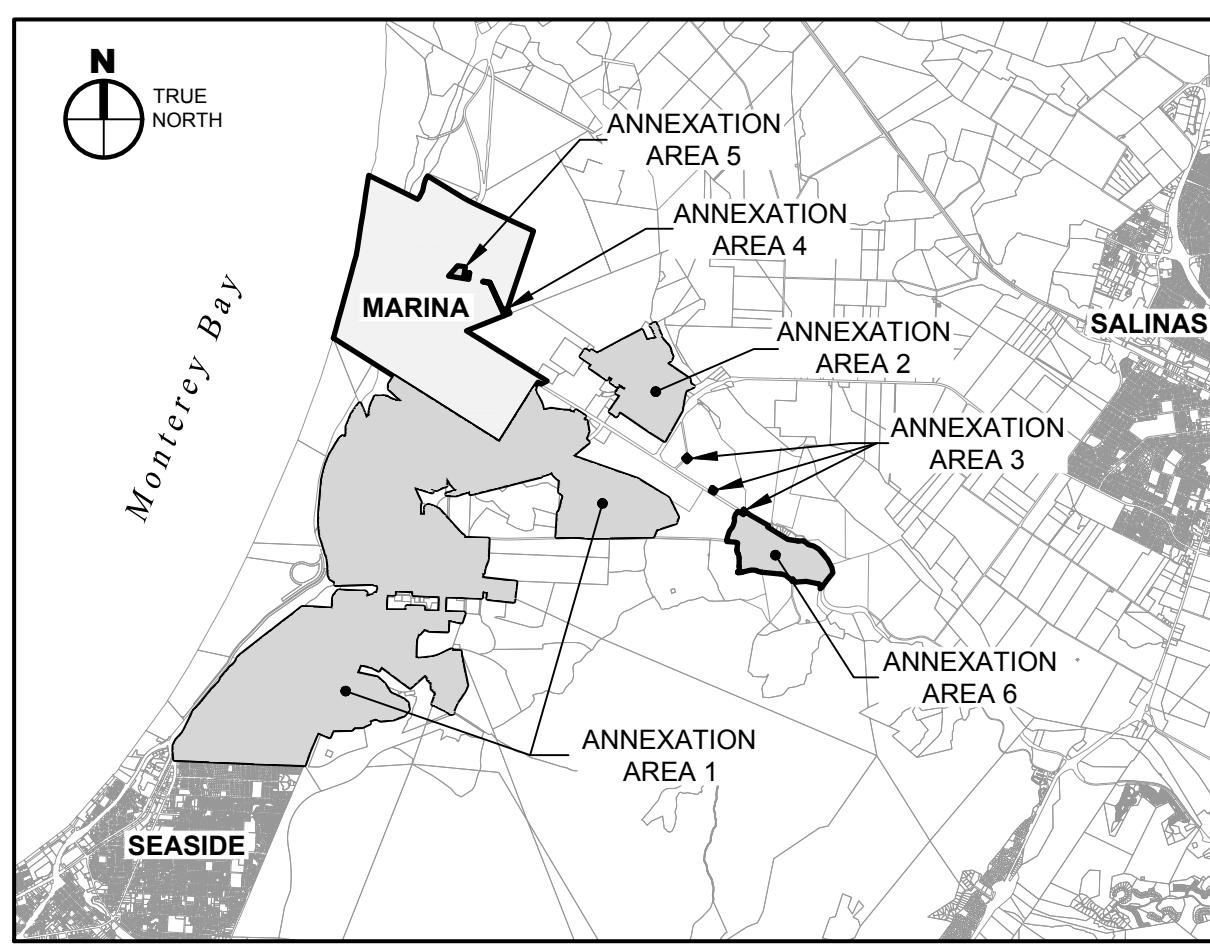 N
TRUE
NORTH
ANNEXATION
AREA 5
ANNEXATION
AREA 4
MARINA
SALINAS
ANNEXATION
AREA 2
Monterey Bay
ANNEXATION
AREA 3
ANNEXATION
AREA 6
ANNEXATION
AREA 1
SEASIDE